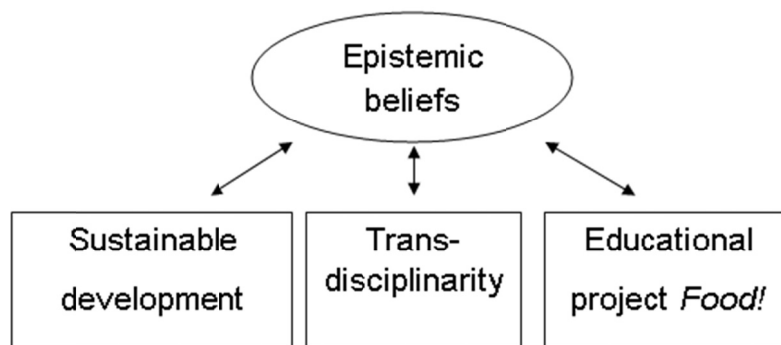 Epistemic
beliefs
Sustainable
development
Trans-
disciplinarity
Educational
project Food!